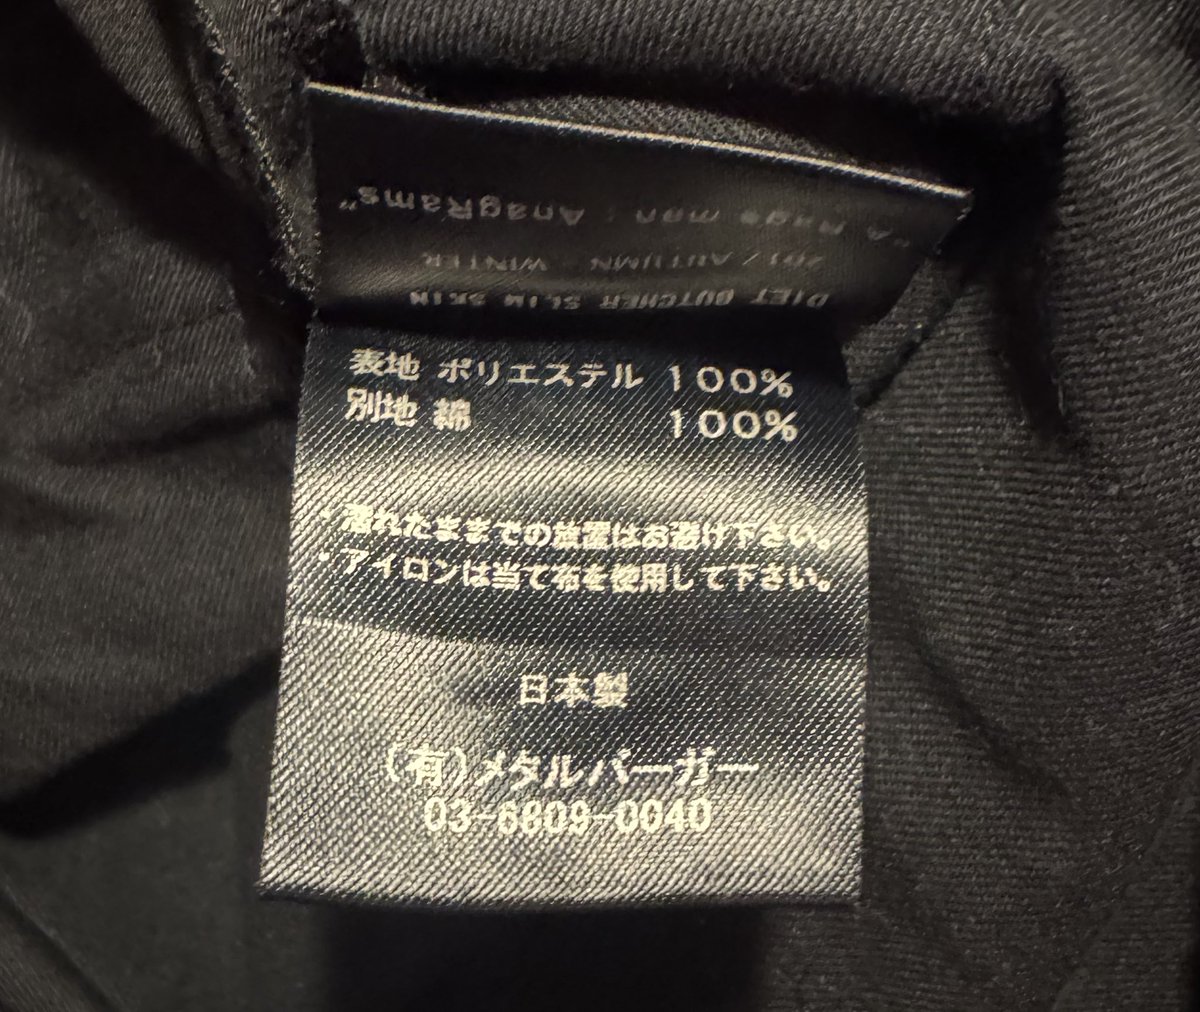 DIET BUTCHER SLIM SKIN
2017 AUTUMN - WINTER
"A Rags man : AnagRams"
表地 ポリエステル 100%
別地 綿 100%
・濡れたままでの放置はお避け下さい。
・アイロンは当て布を使用して下さい。
日本製
(有)メタルバーガー
03-6809-0040